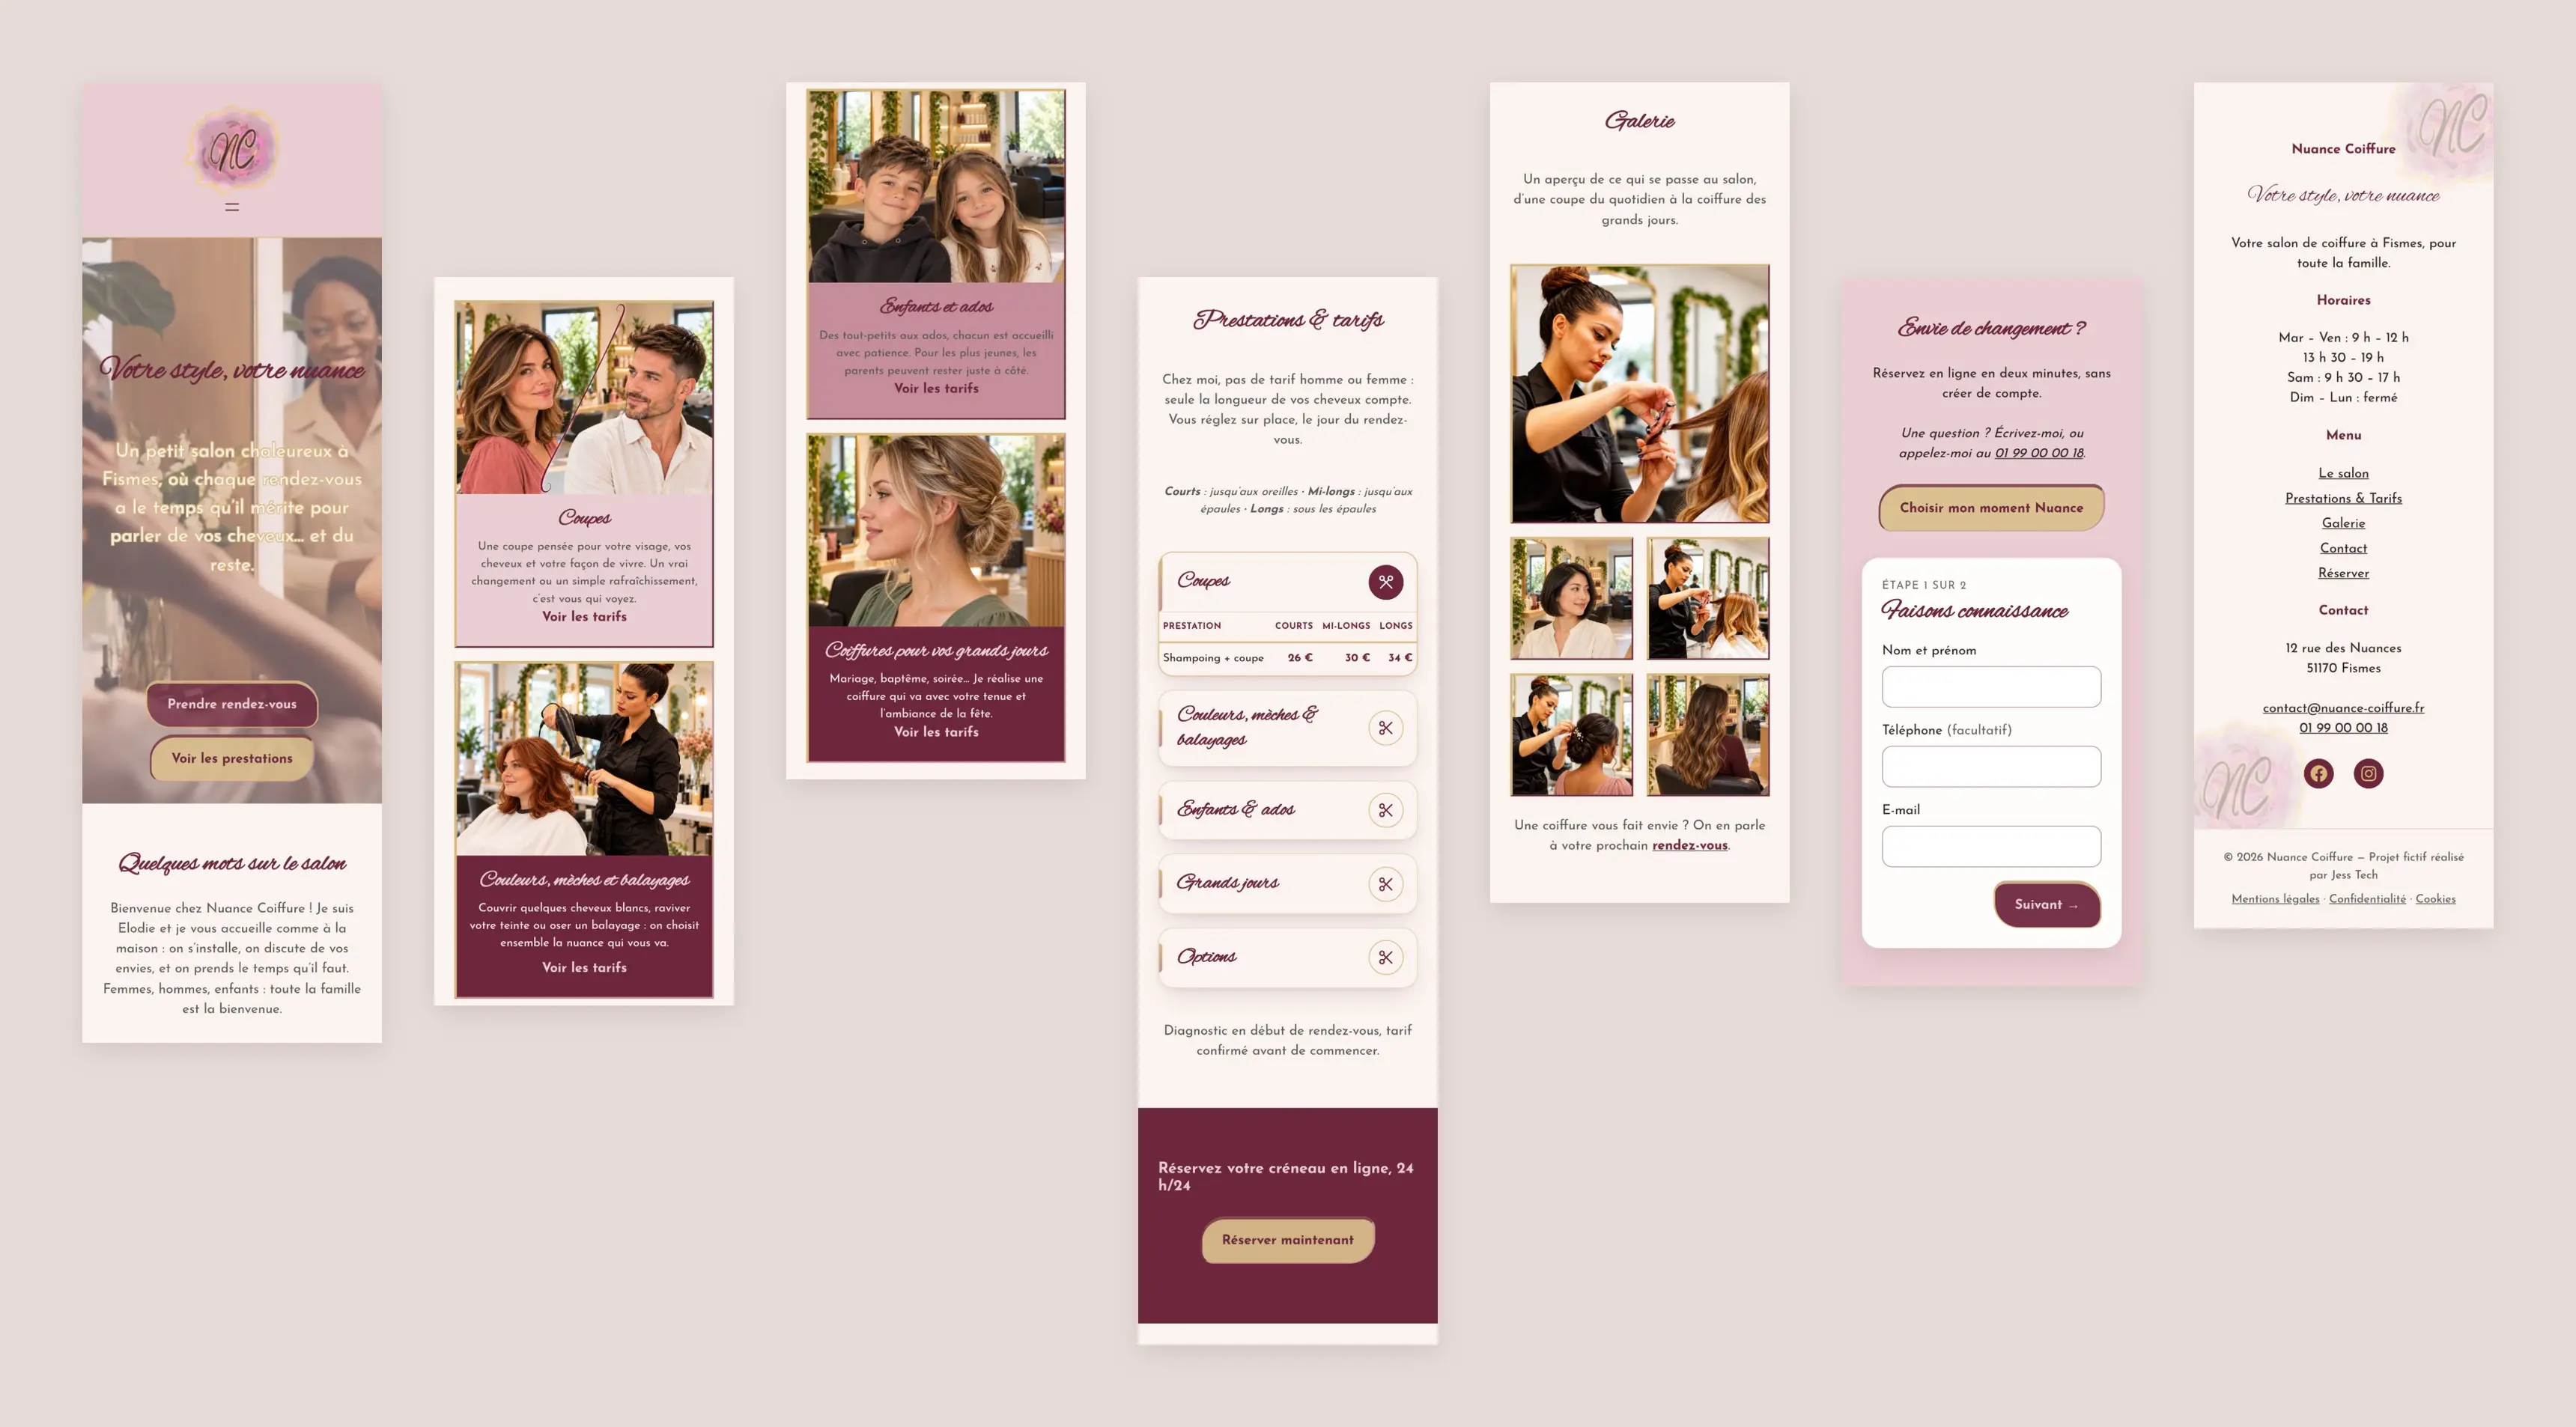 NC
Votre style, votre nuance
Un petit salon chaleureux à
Fismes, où chaque rendez-vous
a le temps qu'il mérite pour
parler de vos cheveux... et du
reste.
Prendre rendez-vous
Voir les prestations
Quelques mots sur le salon
Bienvenue chez Nuance Coiffure ! Je suis
Elodie et je vous accueille comme à la
maison : on s'installe, on discute de vos
envies, et on prends le temps qu'il faut.
Femmes, hommes, enfants : toute la famille
est la bienvenue.
Coupes
Une coupe pensée pour votre visage, vos
cheveux et votre façon de vivre. Un vrai
changement ou un simple rafraîchissement,
c'est vous qui voyez.
Voir les tarifs
Couleurs, mèches et balayages
Couvrir quelques cheveux blancs, raviver
votre teinte ou oser un balayage : on choisit
ensemble la nuance qui vous va.
Voir les tarifs
Enfants et ados
Des tout-petits aux ados, chacun est accueilli
avec patience. Pour les plus jeunes, les
parents peuvent rester juste à côté.
Voir les tarifs
Coiffures pour vos grands jours
Mariage, baptême, soirée... Je réalise une
coiffure qui va avec votre tenue et
l'ambiance de la fête.
Voir les tarifs
Prestations & tarifs
Chez moi, pas de tarif homme ou femme :
seule la longueur de vos cheveux compte.
Vous réglez sur place, le jour du rendez-
vous.
Courts : jusqu'aux oreilles · Mi-longs : jusqu'aux
épaules · Longs : sous les épaules
Coupes
PRESTATION COURTS MI-LONGS LONGS
Shampoing + coupe 26 € 30 € 34 €
Couleurs, mèches &
balayages
Enfants & ados
Grands jours
Options
Diagnostic en début de rendez-vous, tarif
confirmé avant de commencer.
Réservez votre créneau en ligne, 24
h/24
Réserver maintenant
Galerie
Un aperçu de ce qui se passe au salon,
d'une coupe du quotidien à la coiffure des
grands jours.
Une coiffure vous fait envie ? On en parle
à votre prochain rendez-vous.
Envie de changement ?
Réservez en ligne en deux minutes, sans
créer de compte.
Une question ? Écrivez-moi, ou
appelez-moi au 01 99 00 00 18.
Choisir mon moment Nuance
ÉTAPE 1 SUR 2
Faisons connaissance
Nom et prénom
Téléphone (facultatif)
E-mail
Suivant →
NC
Nuance Coiffure
Votre style, votre nuance
Votre salon de coiffure à Fismes, pour
toute la famille.
Horaires
Mar – Ven : 9 h – 12 h
13 h 30 – 19 h
Sam : 9 h 30 – 17 h
Dim – Lun : fermé
Menu
Le salon
Prestations & Tarifs
Galerie
Contact
Réserver
Contact
12 rue des Nuances
51170 Fismes
contact@nuance-coiffure.fr
01 99 00 00 18
NC
© 2026 Nuance Coiffure – Projet fictif réalisé
par Jess Tech
Mentions légales · Confidentialité · Cookies